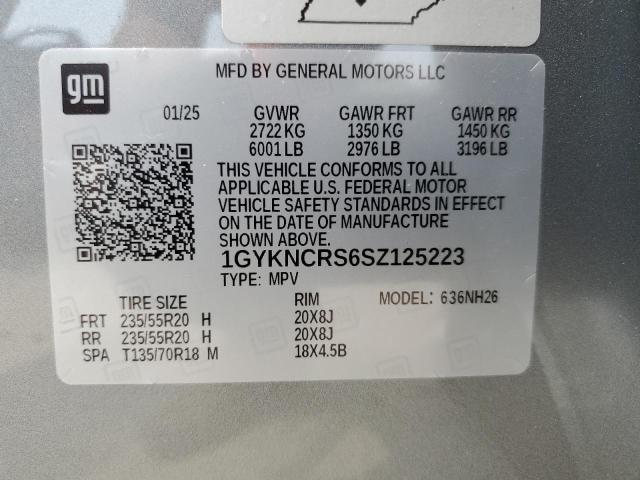 gm
MFD BY GENERAL MOTORS LLC
01/25 GVWR GAWR FRT GAWR RR
2722 KG 1350 KG 1450 KG
6001 LB 2976 LB 3196 LB
THIS VEHICLE CONFORMS TO ALL
APPLICABLE U.S. FEDERAL MOTOR
VEHICLE SAFETY STANDARDS IN EFFECT
ON THE DATE OF MANUFACTURE
SHOWN ABOVE.
1GYKNCRS6SZ125223
TYPE: MPV
TIRE SIZE RIM MODEL: 636NH26
FRT 235/55R20 H 20X8J
RR 235/55R20 H 20X8J
SPA T135/70R18 M 18X4.5B